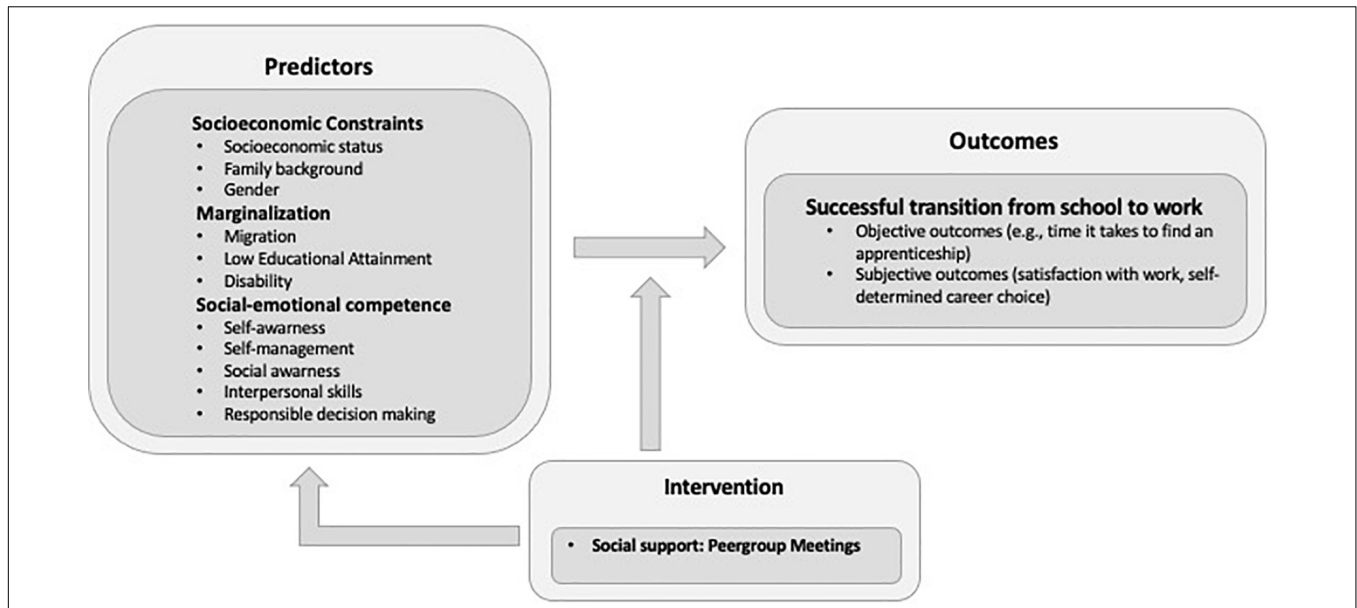 Predictors
Socioeconomic Constraints
• Socioeconomic status
• Family background
• Gender
Marginalization
• Migration
• Low Educational Attainment
• Disability
Social-emotional competence
• Self-awarness
• Self-management
• Social awareness
• Interpersonal skills
• Responsible decision making
Outcomes
Successful transition from school to work
• Objective outcomes (e.g., time it takes to find an
apprenticeship)
• Subjective outcomes (satisfaction with work, self-
determined career choice)
Intervention
• Social support: Peergroup Meetings